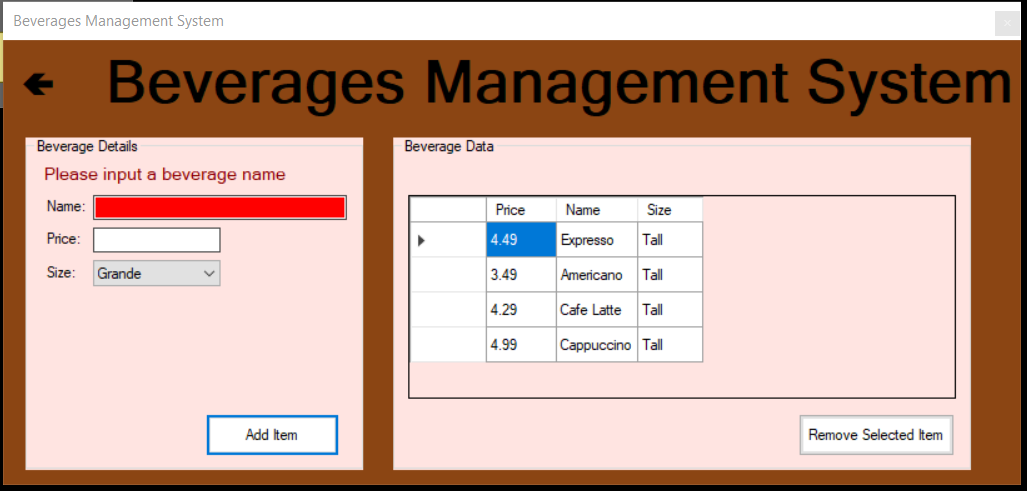 Beverages Management System
Beverages Management System
Beverage Details
Please input a beverage name
Name:
Price:
Size: Grande
Add Item
Beverage Data
Price Name Size
4.49 Expresso Tall
3.49 Americano Tall
4.29 Cafe Latte Tall
4.99 Cappuccino Tall
Remove Selected Item